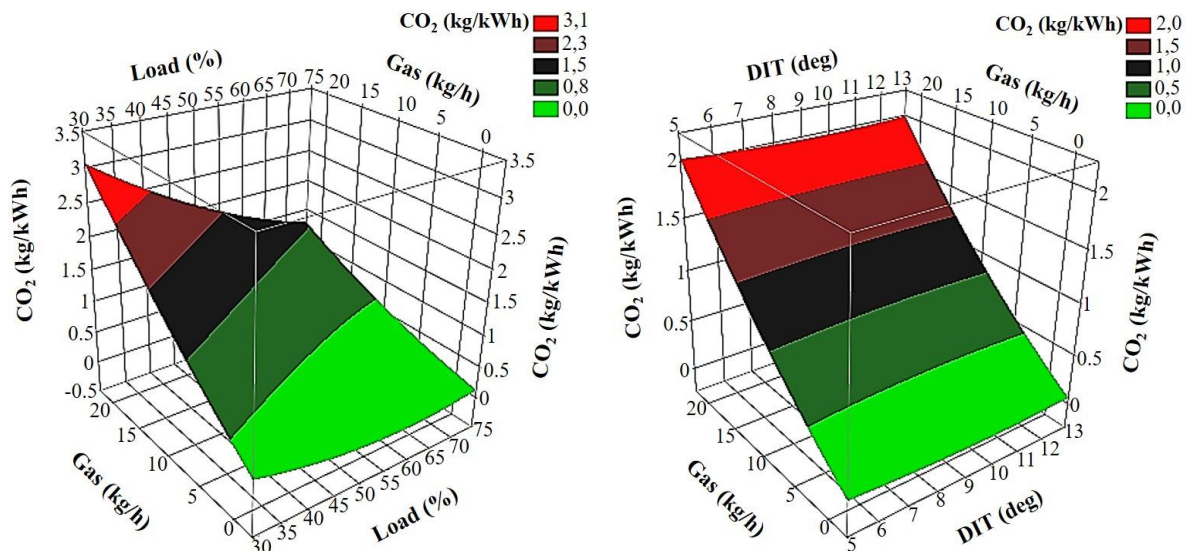 CO₂ (kg/kWh)
3,1
2,3
1,5
0,8
0,0
Load (%)
30 35 40 45 50 55 60 65 70 75
Gas (kg/h)
20 15 10 5 0
3.5
3
2.5
2
1.5
1
0.5
0
-0.5
CO₂ (kg/kWh)
3.5
3
2.5
2
1.5
1
0.5
0
CO₂ (kg/kWh)
20
15
10
5
0
Gas (kg/h)
30 35 40 45 50 55 60 65 70 75
Load (%)
CO₂ (kg/kWh)
2,0
1,5
1,0
0.5
0,0
DIT (deg)
5 6 7 8 9 10 11 12 13
Gas (kg/h)
20 15 10 5 0
2
1.5
1
0.5
0
CO₂ (kg/kWh)
2
1.5
1
0.5
0
CO₂ (kg/kWh)
20
15
10
5
0
Gas (kg/h)
5 6 7 8 9 10 11 12 13
DIT (deg)